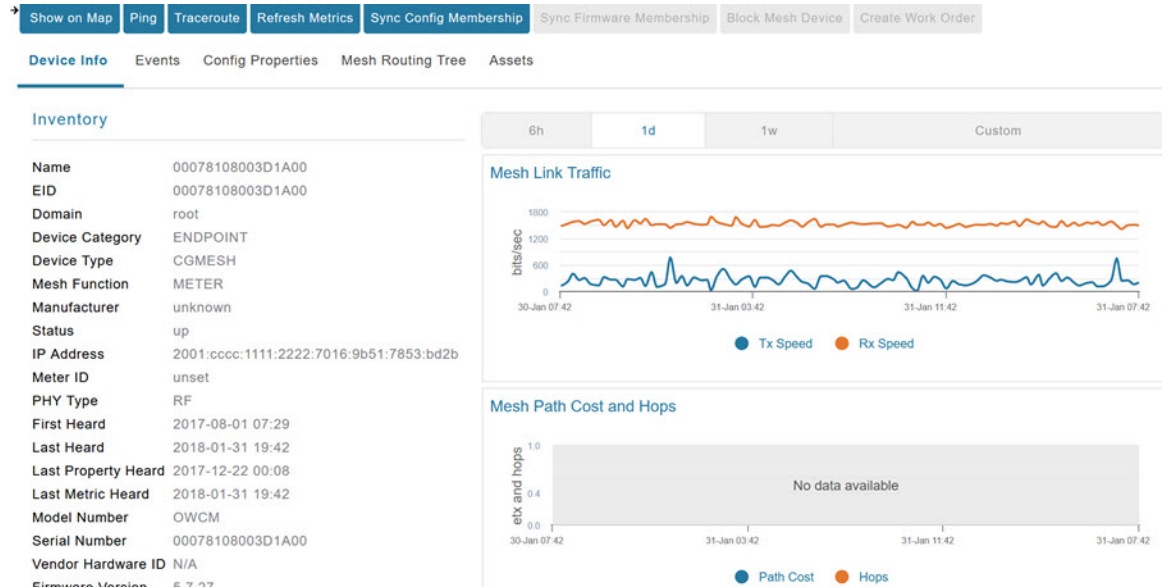 Show on Map Ping Traceroute Refresh Metrics Sync Config Membership Sync Firmware Membership Block Mesh Device Create Work Order
Device Info Events Config Properties Mesh Routing Tree Assets
Inventory
Name 00078108003D1A00
EID 00078108003D1A00
Domain root
Device Category ENDPOINT
Device Type CGMESH
Mesh Function METER
Manufacturer unknown
Status up
IP Address 2001:cccc:1111:2222:7016:9b51:7853:bd2b
Meter ID unset
PHY Type RF
First Heard 2017-08-01 07:29
Last Heard 2018-01-31 19:42
Last Property Heard 2017-12-22 00:08
Last Metric Heard 2018-01-31 19:42
Model Number OWCM
Serial Number 00078108003D1A00
Vendor Hardware ID N/A
Firmware Version 5.7.27
6h 1d 1w Custom
Mesh Link Traffic
bits/sec
1800
1200
600
0
30-Jan 07:42 31-Jan 03:42 31-Jan 11:42 31-Jan 07:42
Tx Speed Rx Speed
Mesh Path Cost and Hops
etx and hops
1.0
0.4
0.0
No data available
30-Jan 07:42 31-Jan 03:42 31-Jan 11:42 31-Jan 07:42
Path Cost Hops